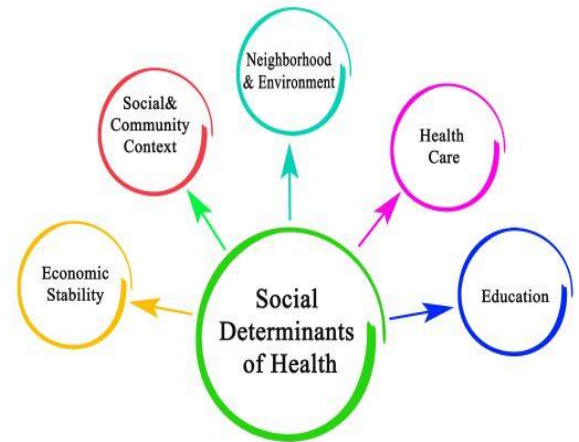 Neighborhood
& Environment
Social&
Community
Context
Health
Care
Economic
Stability
Social
Determinants
of Health
Education